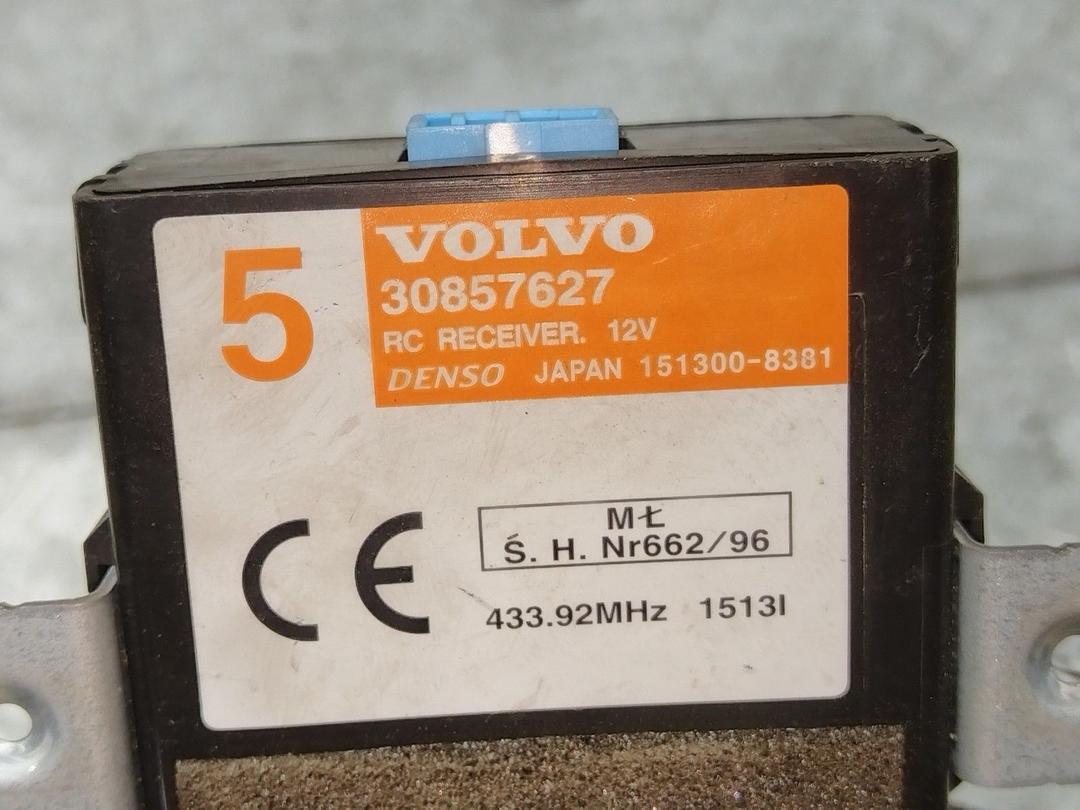 5
VOLVO
30857627
RC RECEIVER. 12V
DENSO JAPAN 151300-8381
CE
MŁ
Ś. H. Nr662/96
433.92MHz 1513I